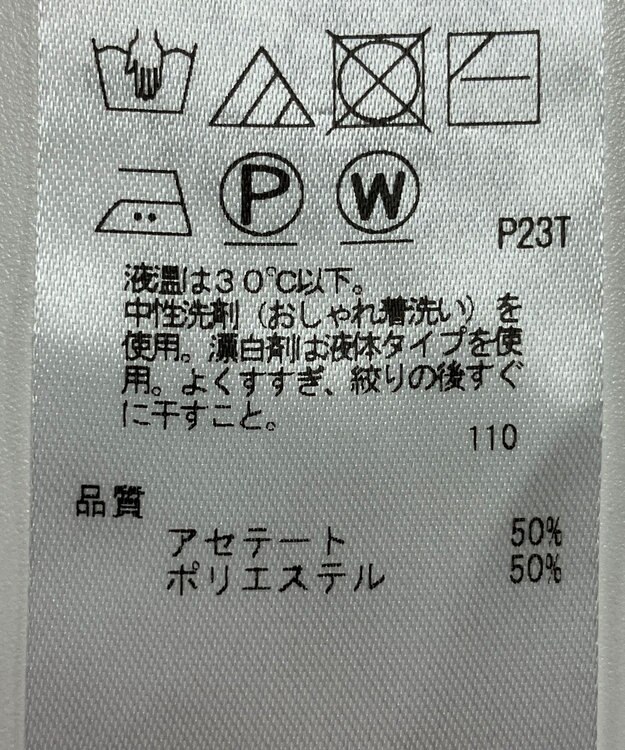 P
W
P23T
液温は30℃以下。
中性洗剤（おしゃれ着洗い）を
使用。漂白剤は液体タイプを使
用。よくすすぎ、絞りの後すぐ
に干すこと。
110
品質
アセテート 50%
ポリエステル 50%